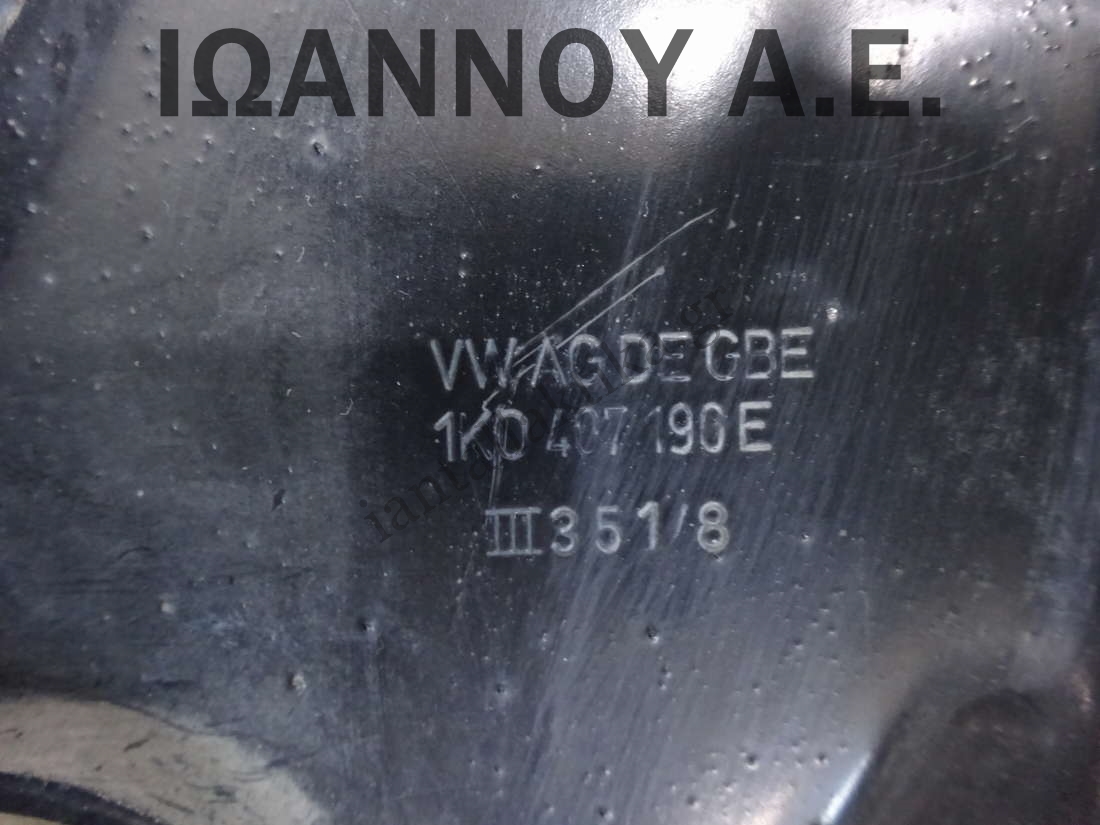 ΙΩΑΝΝΟΥ Α.Ε.
VW AG DE GBE
1K0 407 190 E
III 351/8